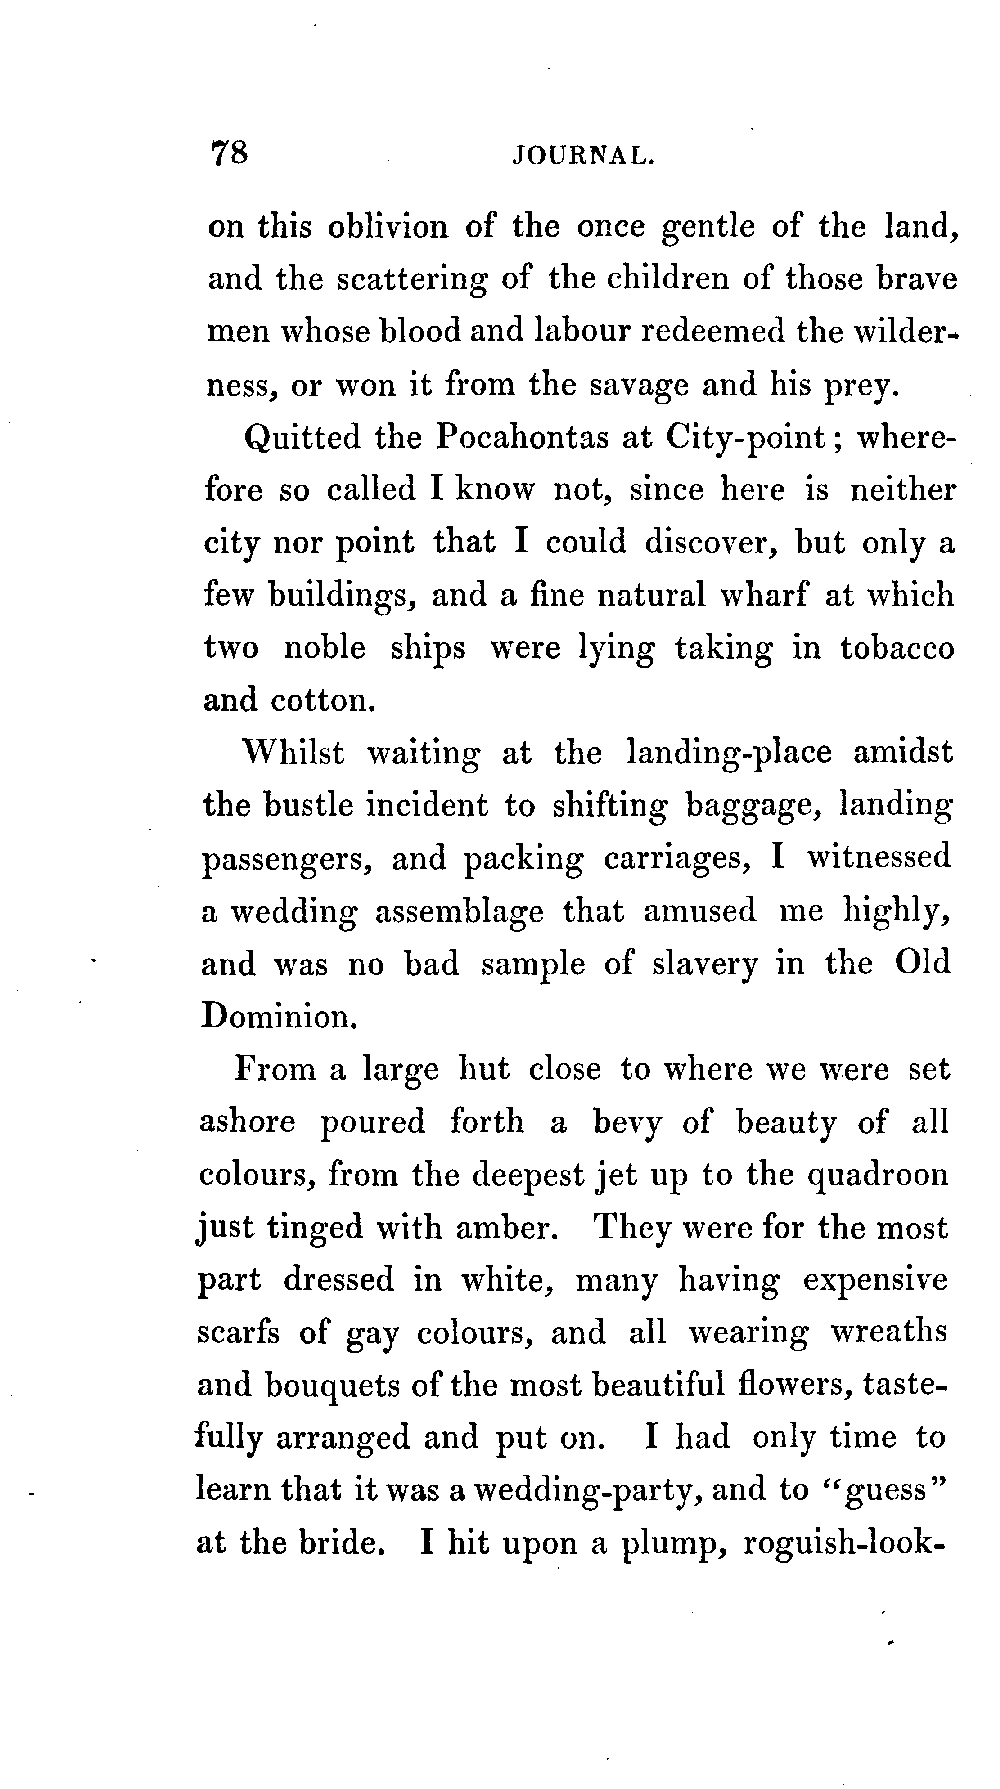 78 JOURNAL.
on this oblivion of the once gentle of the land,
and the scattering of the children of those brave
men whose blood and labour redeemed the wilder-
ness, or won it from the savage and his prey.
Quitted the Pocahontas at City-point; where-
fore so called I know not, since here is neither
city nor point that I could discover, but only a
few buildings, and a fine natural wharf at which
two noble ships were lying taking in tobacco
and cotton.
Whilst waiting at the landing-place amidst
the bustle incident to shifting baggage, landing
passengers, and packing carriages, I witnessed
a wedding assemblage that amused me highly,
and was no bad sample of slavery in the Old
Dominion.
From a large hut close to where we were set
ashore poured forth a bevy of beauty of all
colours, from the deepest jet up to the quadroon
just tinged with amber. They were for the most
part dressed in white, many having expensive
scarfs of gay colours, and all wearing wreaths
and bouquets of the most beautiful flowers, taste-
fully arranged and put on. I had only time to
learn that it was a wedding-party, and to "guess"
at the bride. I hit upon a plump, roguish-look-